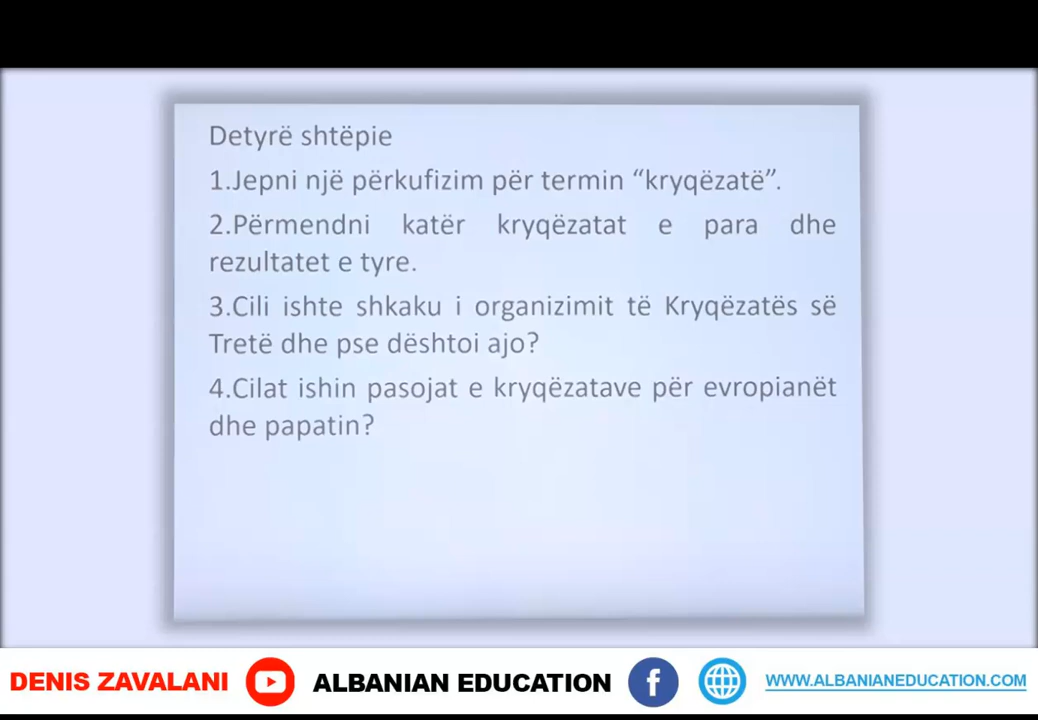 Detyrë shtëpie
1.Jepni një përkufizim për termin “kryqëzatë”.
2.Përmendni katër kryqëzatat e para dhe
rezultatet e tyre.
3.Cili ishte shkaku i organizimit të Kryqëzatës së
Tretë dhe pse dështoi ajo?
4.Cilat ishin pasojat e kryqëzatave për evropianët
dhe papatin?
DENIS ZAVALANI ALBANIAN EDUCATION WWW.ALBANIANEDUCATION.COM